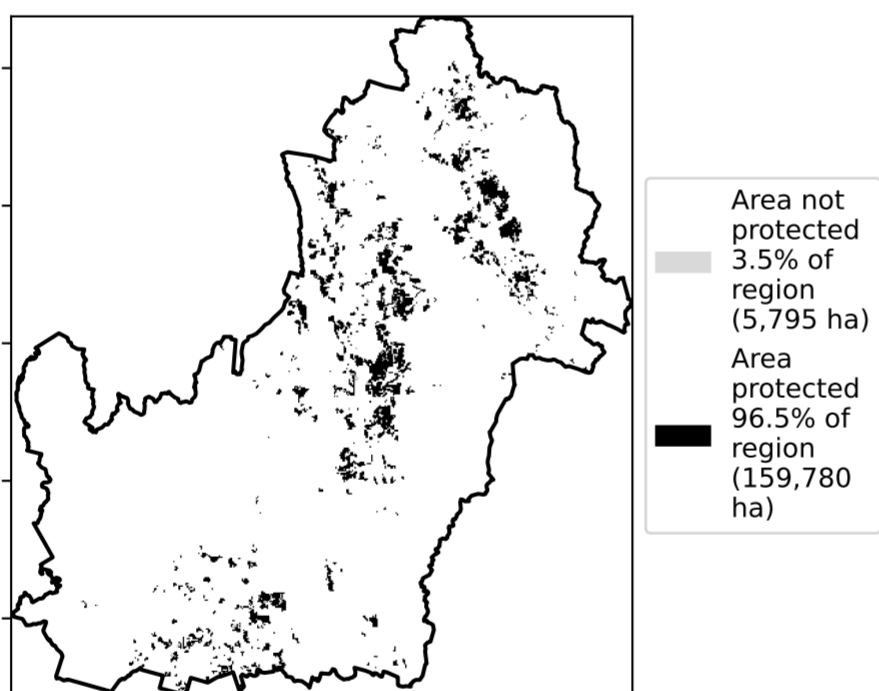 Area not
protected
3.5% of
region
(5,795 ha)
Area
protected
96.5% of
region
(159,780
ha)